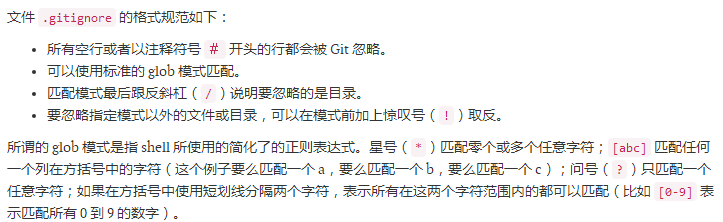 文件 .gitignore 的格式规范如下：
所有空行或者以注释符号 # 开头的行都会被 Git 忽略。
可以使用标准的 glob 模式匹配。
匹配模式最后跟反斜杠（ / ）说明要忽略的是目录。
要忽略指定模式以外的文件或目录，可以在模式前加上惊叹号（ ! ）取反。
所谓的 glob 模式是指 shell 所使用的简化了的正则表达式。星号（ * ）匹配零个或多个任意字符； [abc] 匹配任何
一个列在方括号中的字符（这个例子要么匹配一个 a，要么匹配一个 b，要么匹配一个 c）；问号（ ? ）只匹配一个
任意字符；如果在方括号中使用短划线分隔两个字符，表示所有在这两个字符范围内的都可以匹配（比如 [0-9] 表
示匹配所有 0 到 9 的数字）。